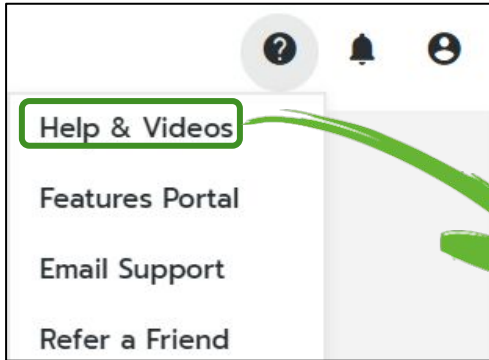 Help & Videos
Features Portal
Email Support
Refer a Friend